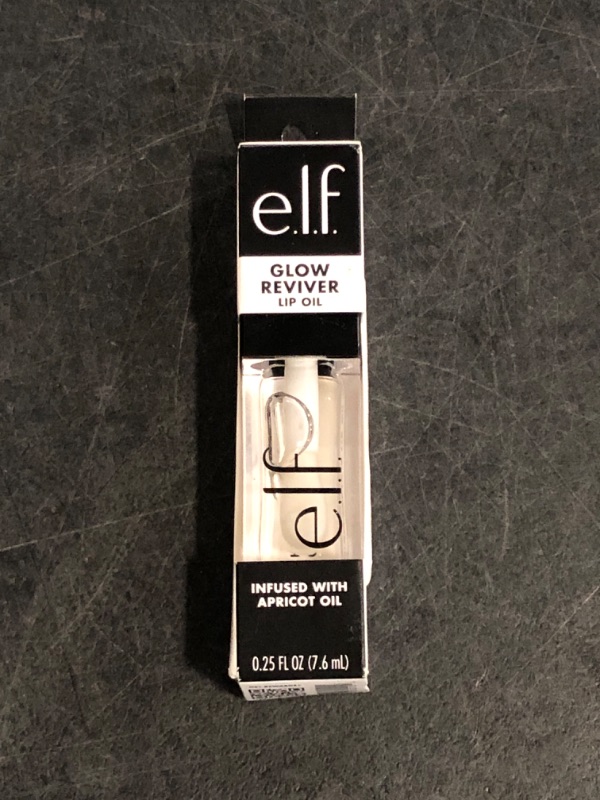 e.l.f.
GLOW
REVIVER
LIP OIL
e.l.f.
INFUSED WITH
APRICOT OIL
0.25 FL OZ (7.6 mL)